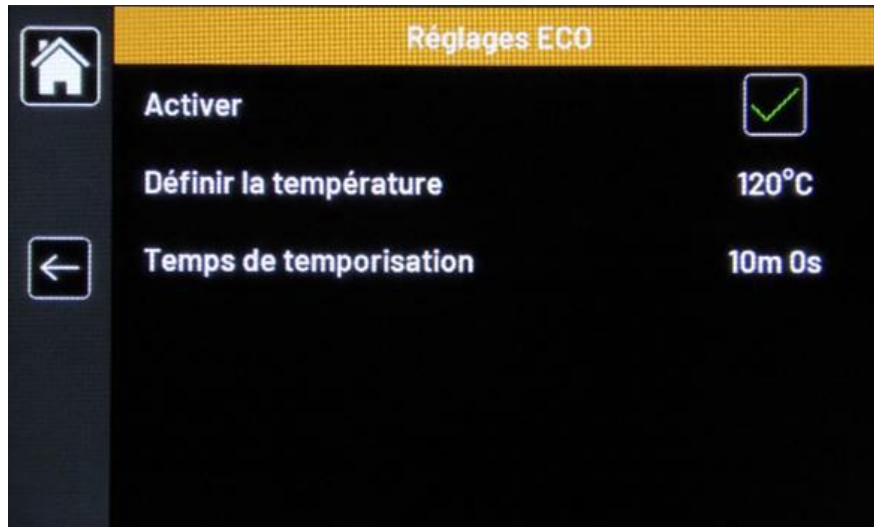 Réglages ECO
Activer
Définir la température 120°C
Temps de temporisation 10m 0s